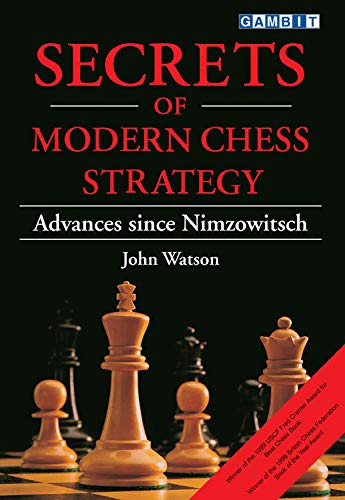 GAMBIT
SECRETS
OF
MODERN CHESS
STRATEGY
Advances since Nimzowitsch
John Watson
Winner of the 1999 USCF Fred Cramer Award for
Best Chess Book
Winner of the 1999 British Chess Federation
Book of the Year Award